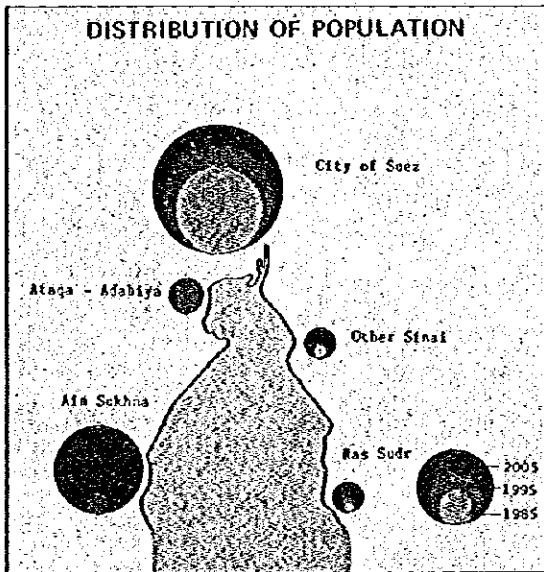 DISTRIBUTION OF POPULATION
City of Suez
Ataqa - Adabiya
Other Sinai
Ain Sokhna
Ras Sudr
2005
1995
1985